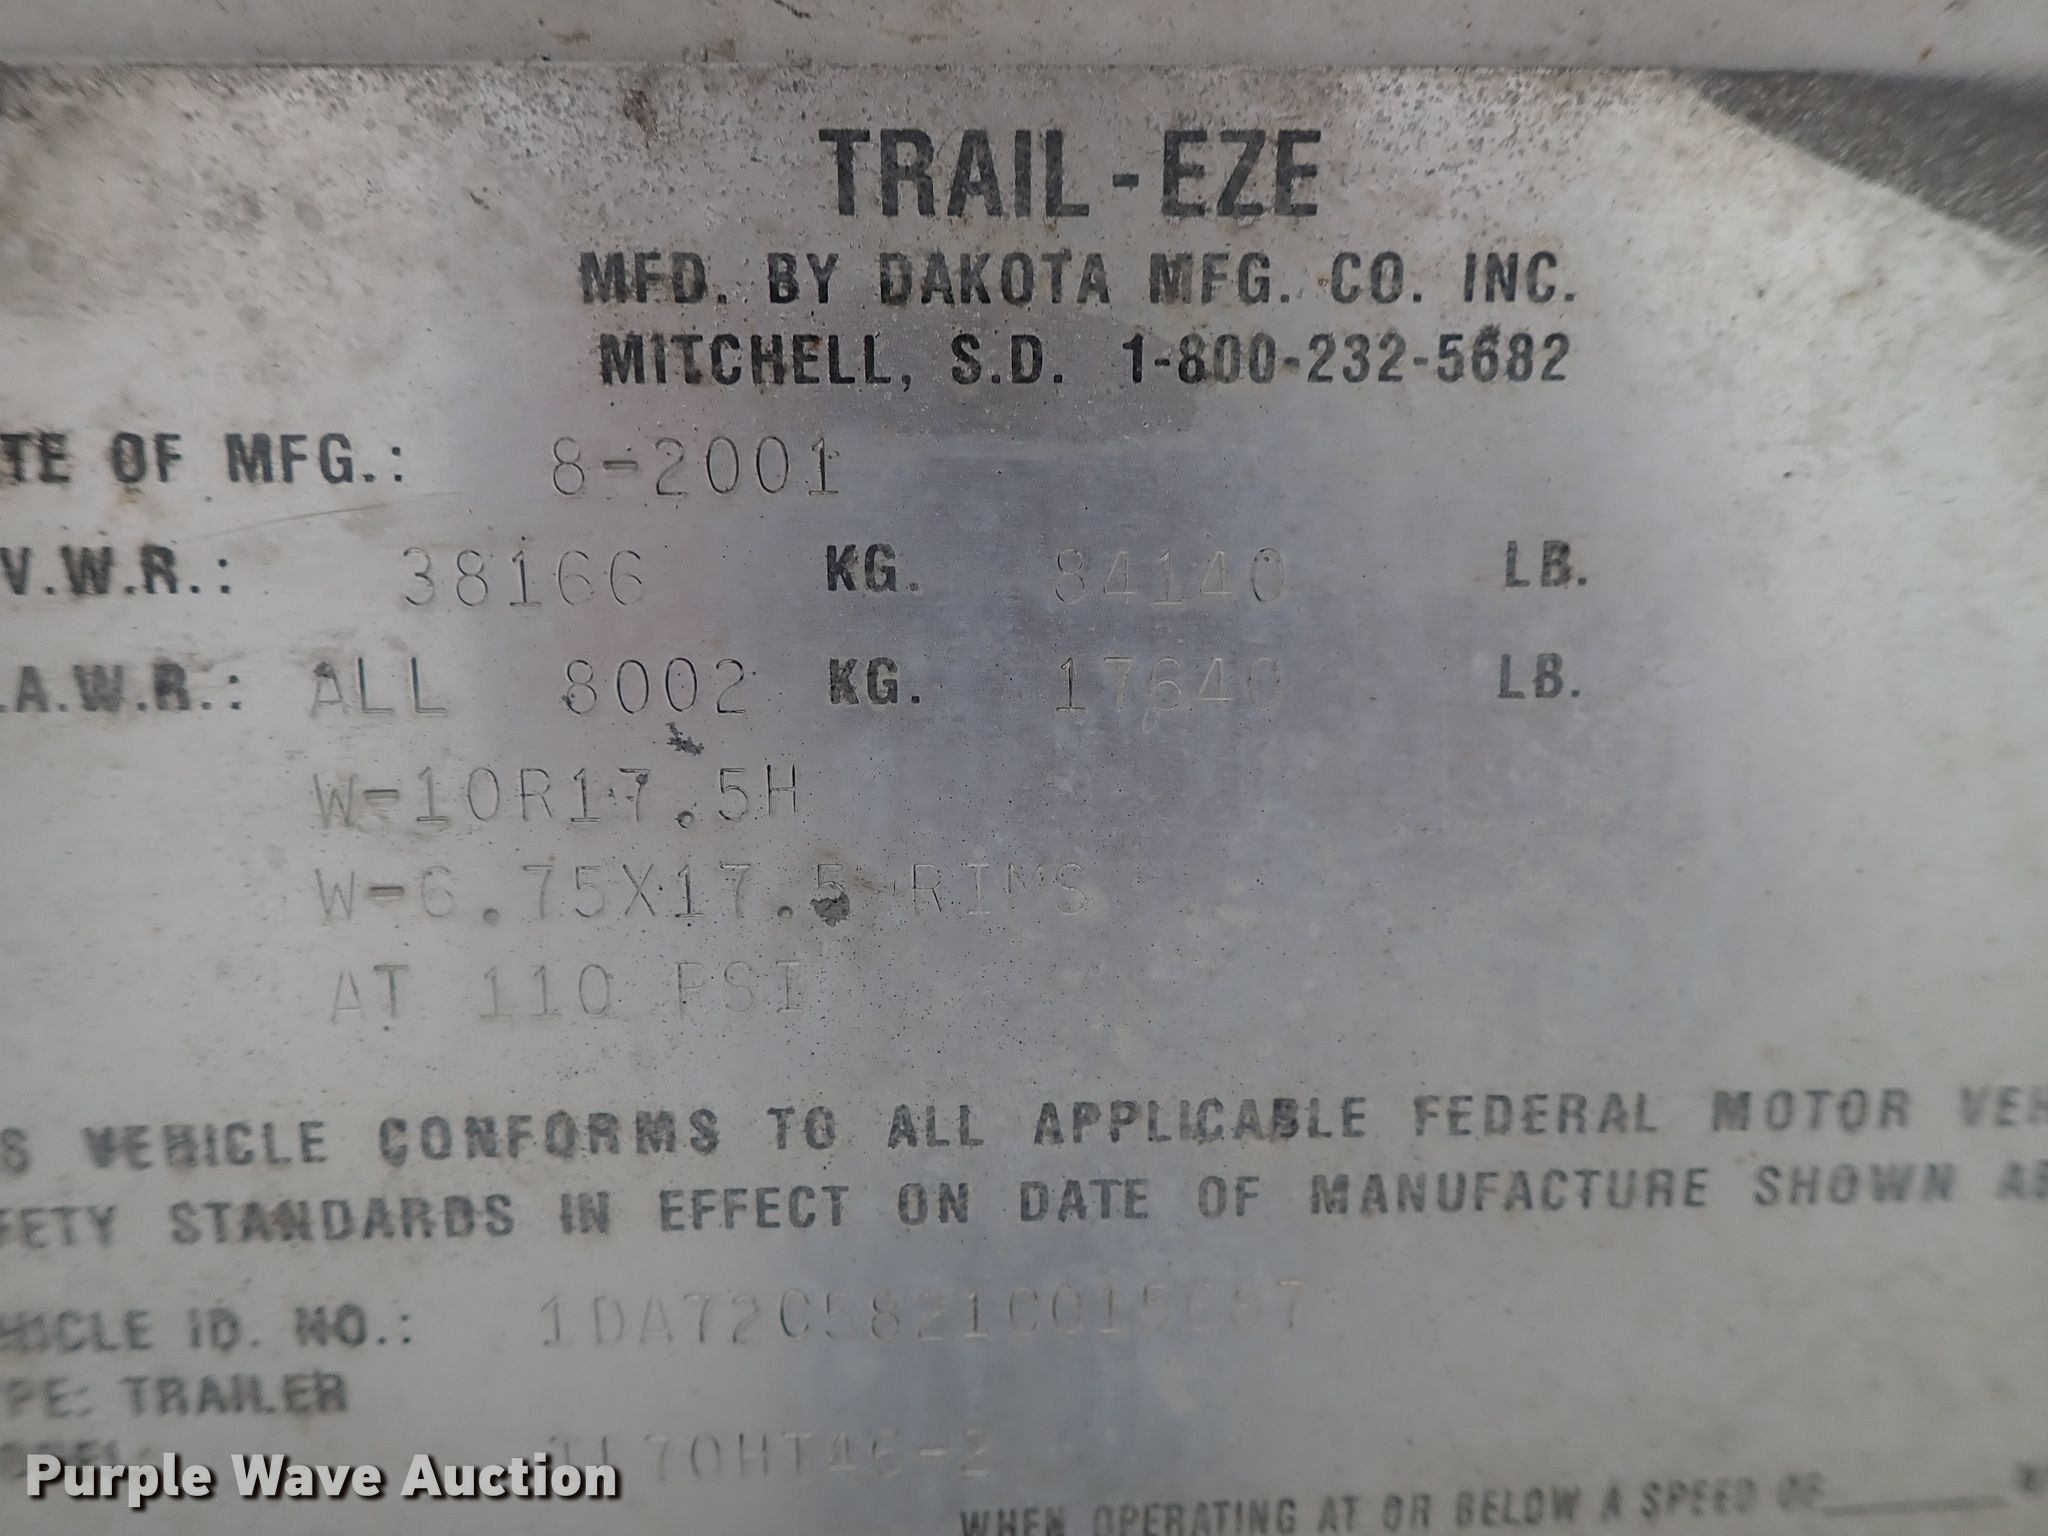 TRAIL-EZE
MFD. BY DAKOTA MFG. CO. INC.
MITCHELL, S.D. 1-800-232-5682
TE OF MFG.: 8-2001
V.W.R.: 38166 KG. 84140 LB.
.A.W.R.: ALL 8002 KG. 17640 LB.
W-10R17.5H
W-6.75X17.5 RIMS
AT 110 PSI
S VEHICLE CONFORMS TO ALL APPLICABLE FEDERAL MOTOR VEH
FETY STANDARDS IN EFFECT ON DATE OF MANUFACTURE SHOWN AB
HICLE ID. NO.:
PE: TRAILER
WHEN OPERATING AT OR BELOW A SPEED OF
Purple Wave Auction